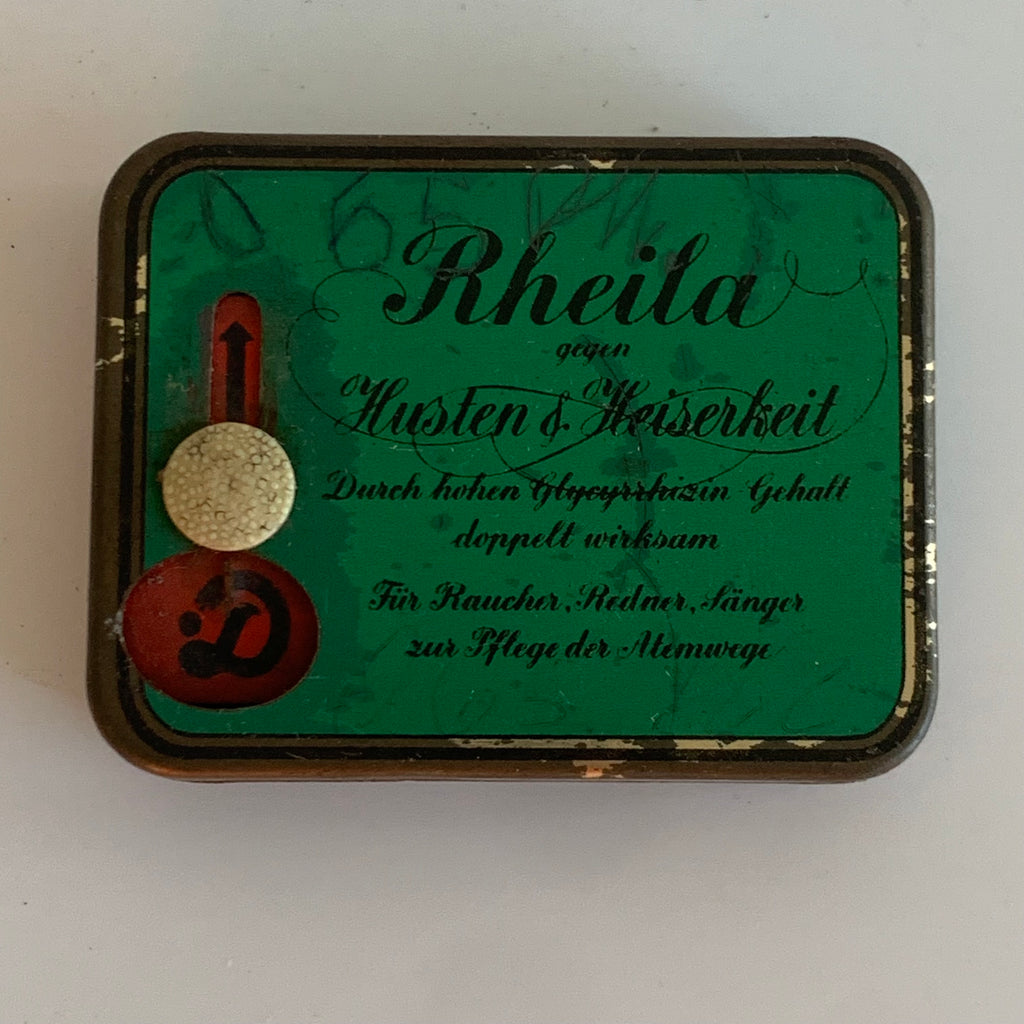 Rheila
gegen
Husten & Heiserkeit
Durch hohen Glycyrrhizin Gehalt
doppelt wirksam
Für Raucher, Redner, Sänger
zur Pflege der Atemwege
D